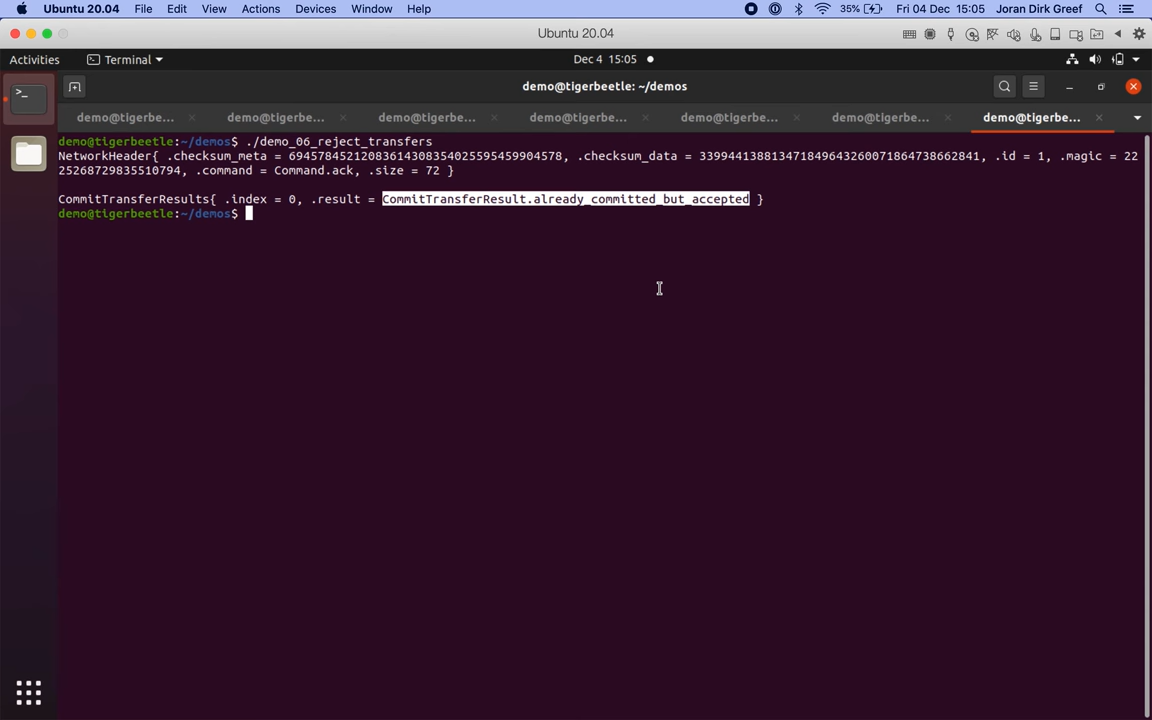 Ubuntu 20.04 File Edit View Actions Devices Window Help 35% Fri 04 Dec 15:05 Joran Dirk Greef
Ubuntu 20.04
Activities Terminal Dec 4 15:05
demo@tigerbeetle: ~/demos
demo@tigerbe... demo@tigerbe... demo@tigerbe... demo@tigerbe... demo@tigerbe... demo@tigerbe... demo@tigerbe...
demo@tigerbeetle:~/demos$ ./demo_06_reject_transfers
NetworkHeader{ .checksum_meta = 69457845212083614308354025595459904578, .checksum_data = 33994413881347184964326007186473866​2841, .id = 1, .magic = 22
25268729835510794, .command = Command.ack, .size = 72 }
CommitTransferResults{ .index = 0, .result = CommitTransferResult.already_committed_but_accepted }
demo@tigerbeetle:~/demos$